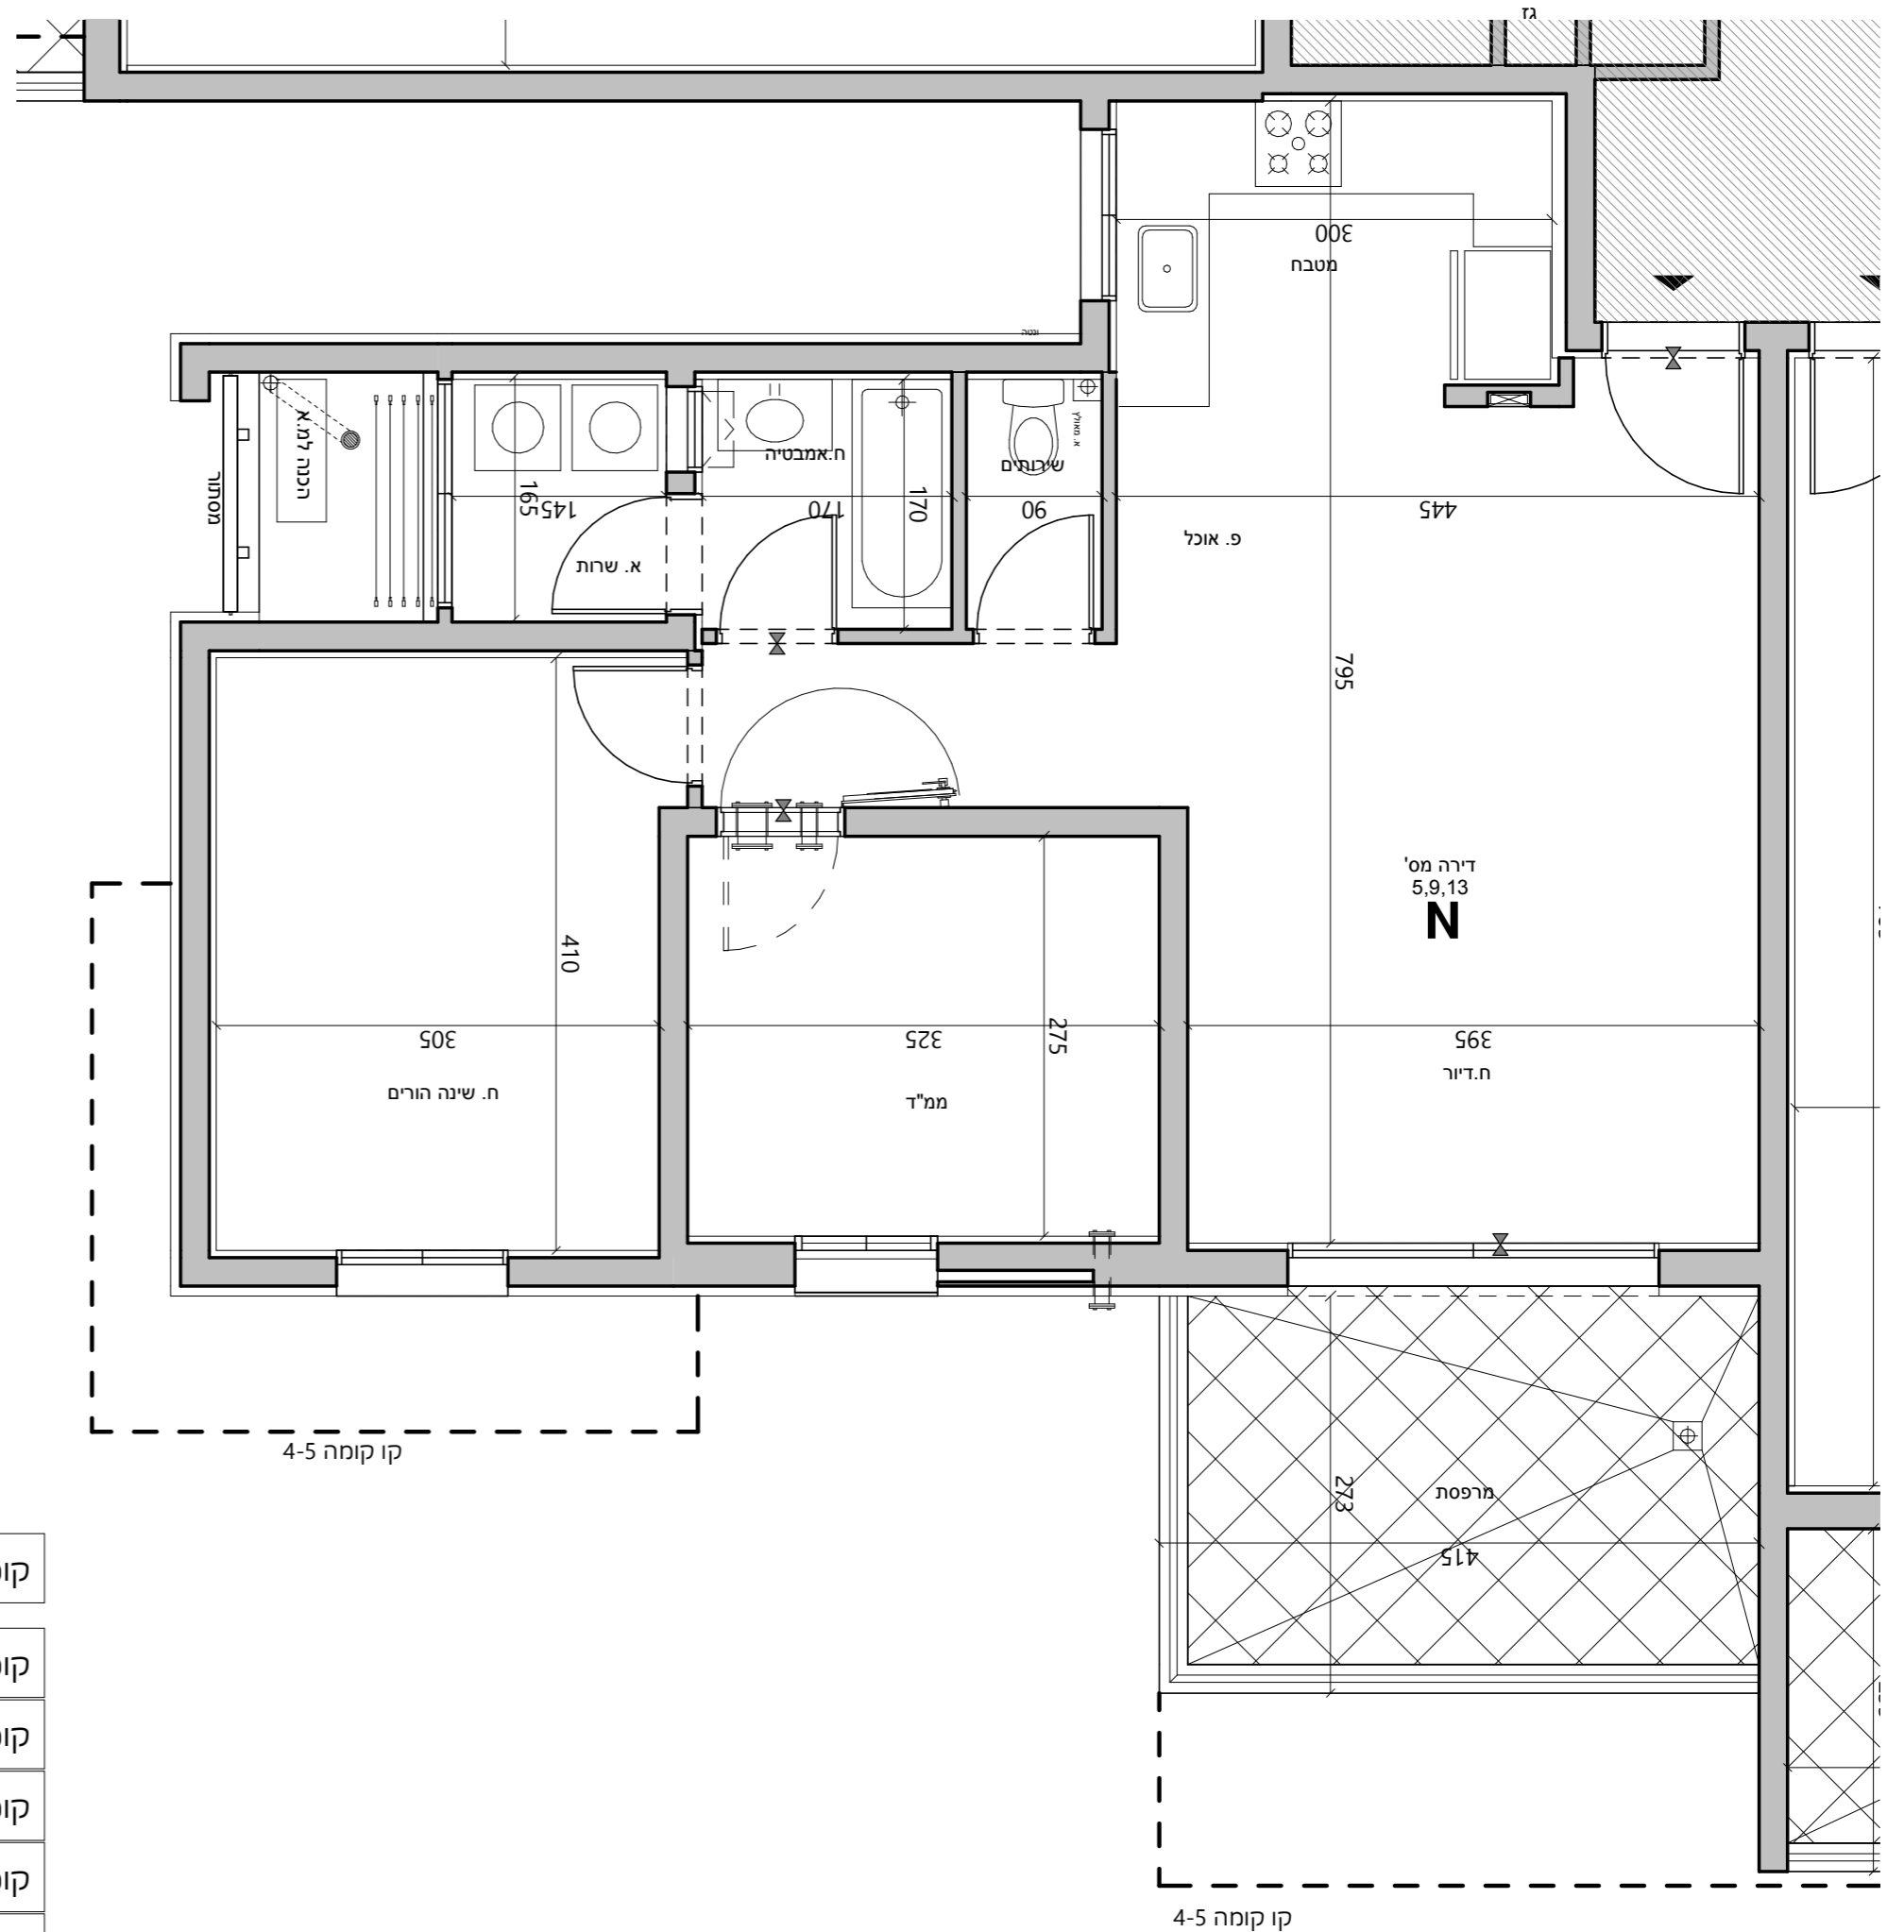 גז
300
מטבח
ונטה
הכנה למ.א
מסתור
165
145
א. שרות
ח.אמבטיה
170
170
שירותים
א. מאולץ
90
445
פ. אוכל
795
דירה מס'
5,9,13
N
410
305
ח. שינה הורים
325
275
ממ"ד
395
ח.דיור
273
מרפסת
415
קו קומה 4-5
קו קומה 4-5